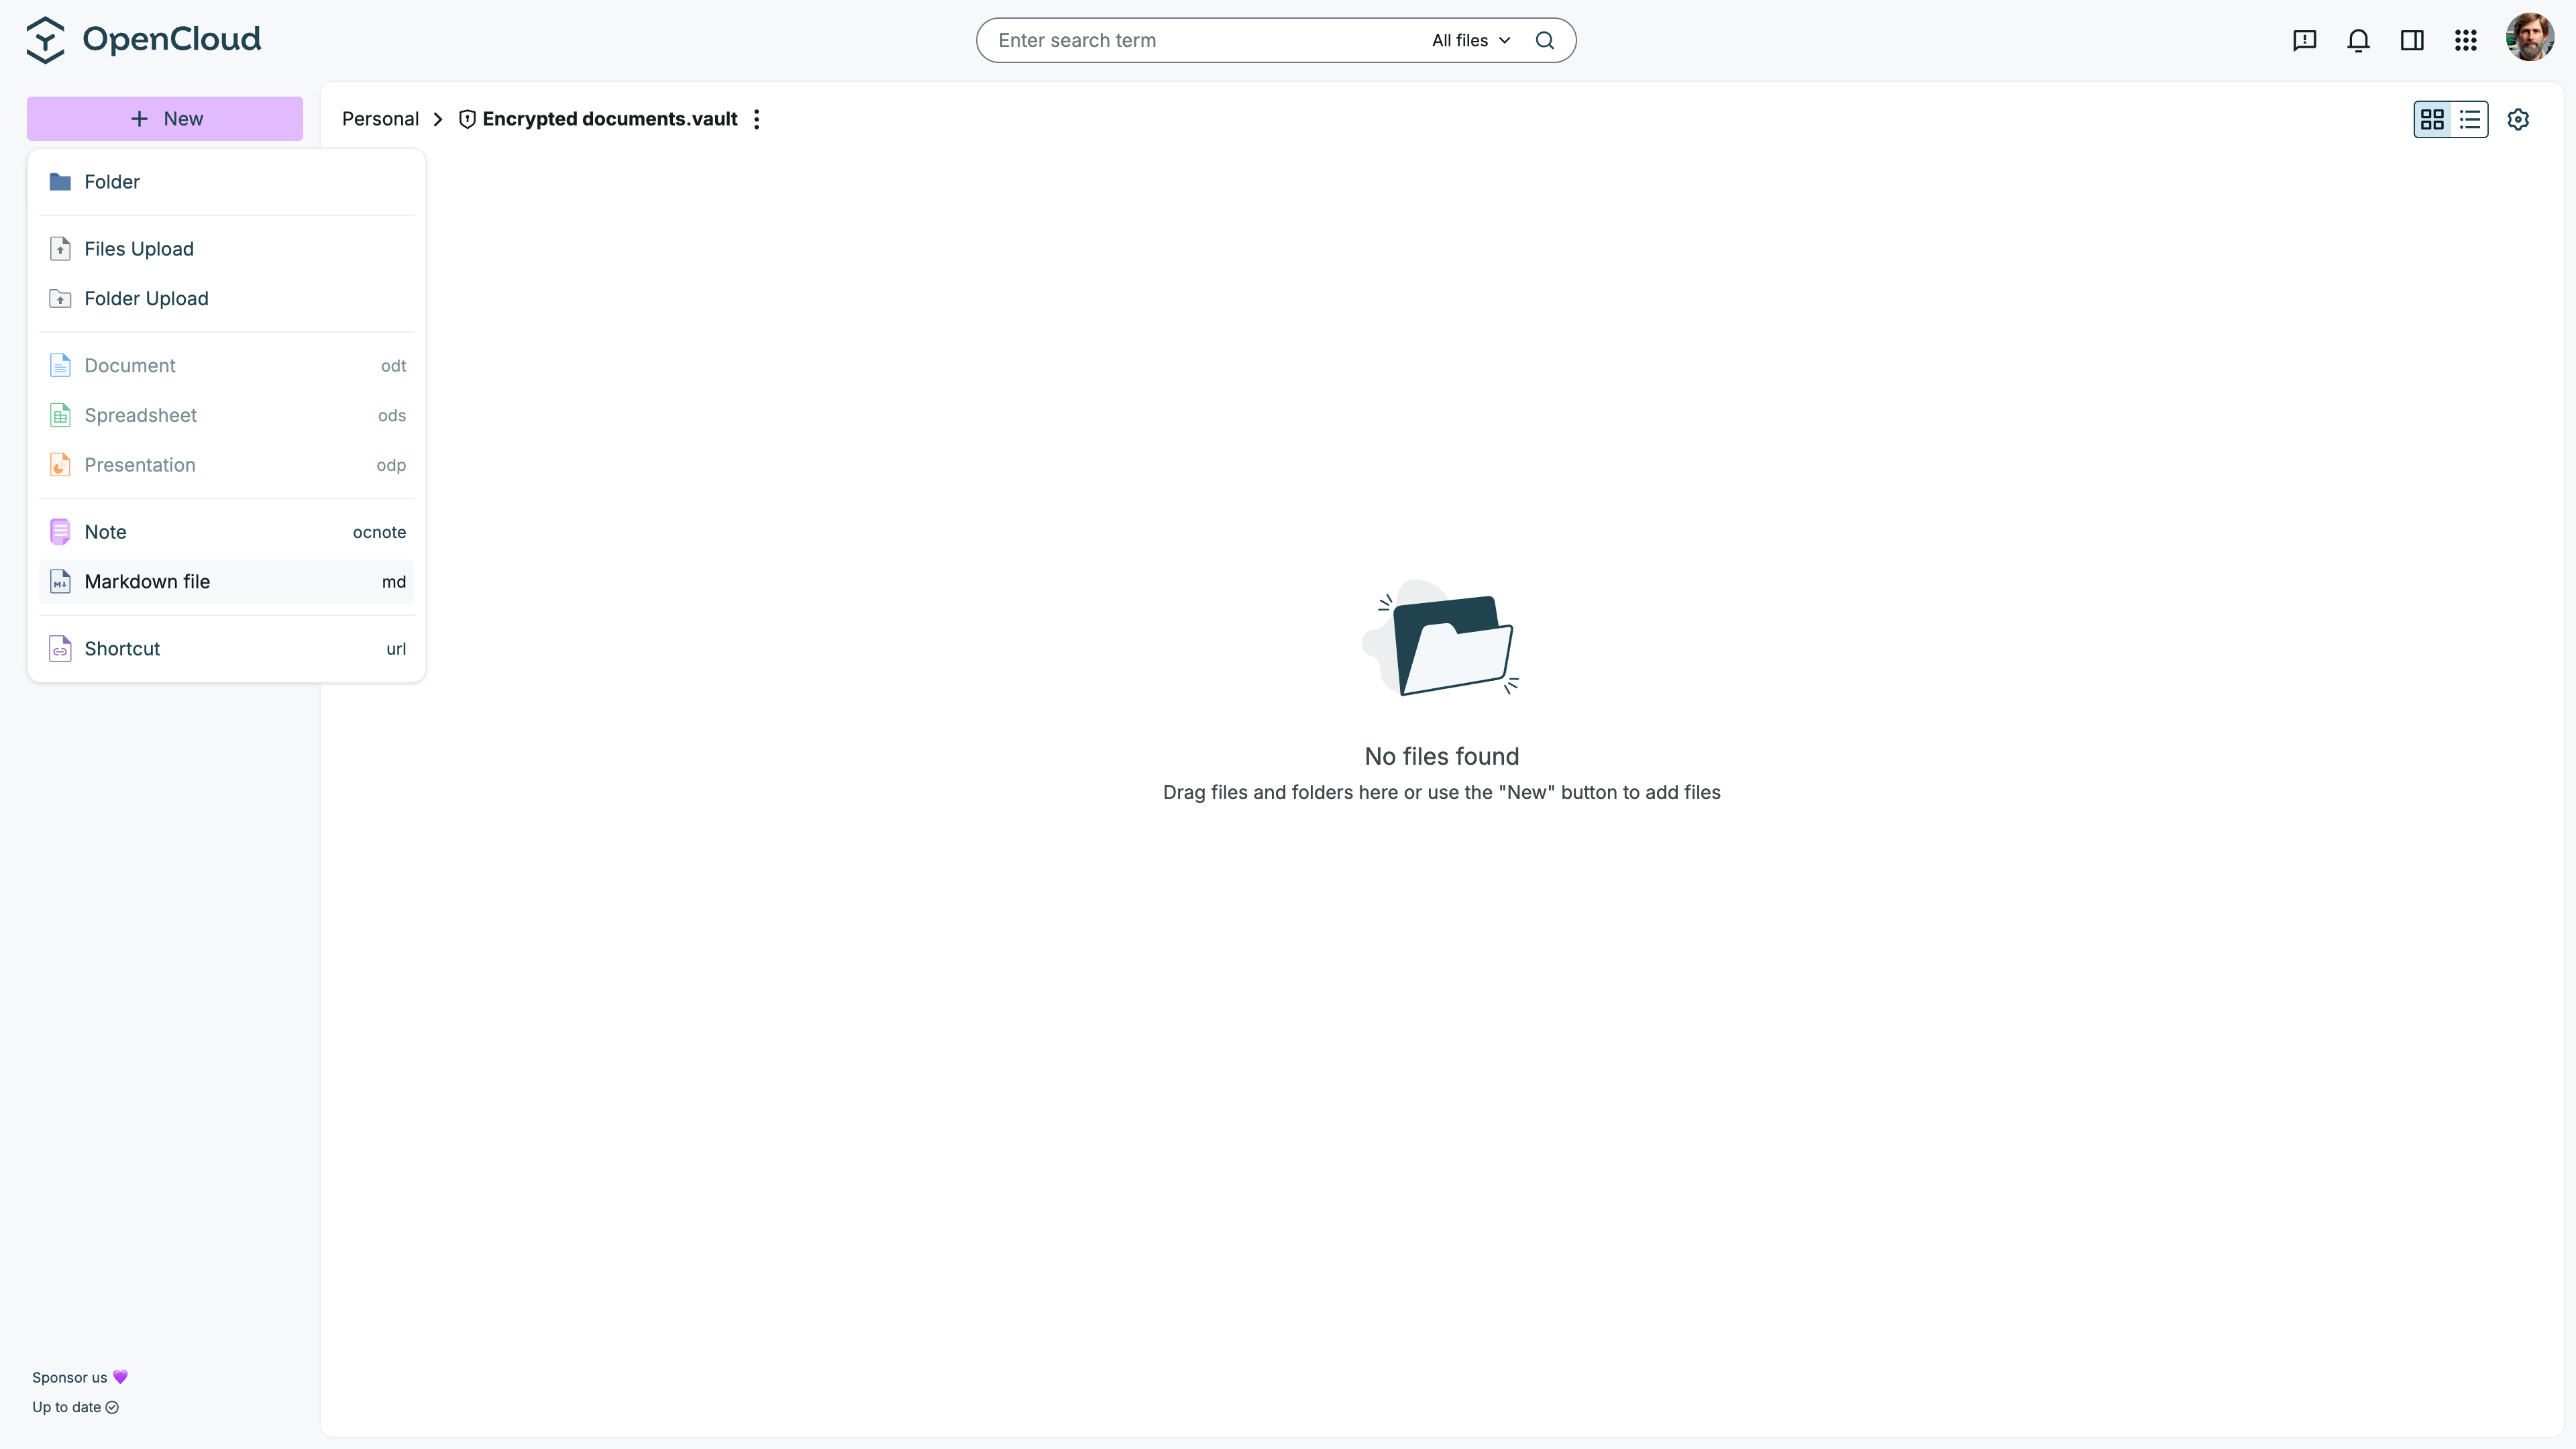 OpenCloud
Enter search term
All files
New
Personal
Encrypted documents.vault
Folder
Files Upload
Folder Upload
Document odt
Spreadsheet ods
Presentation odp
Note ocnote
Markdown file md
Shortcut url
No files found
Drag files and folders here or use the "New" button to add files
Sponsor us 💜
Up to date